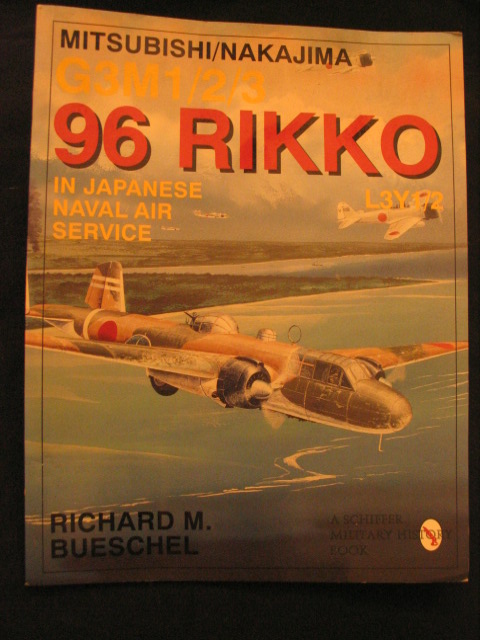 MITSUBISHI/NAKAJIMA
G3M1/2/3
96 RIKKO
IN JAPANESE
NAVAL AIR
SERVICE
L3Y1/2
RICHARD M.
BUESCHEL
A SCHIFFER
MILITARY HISTORY
BOOK